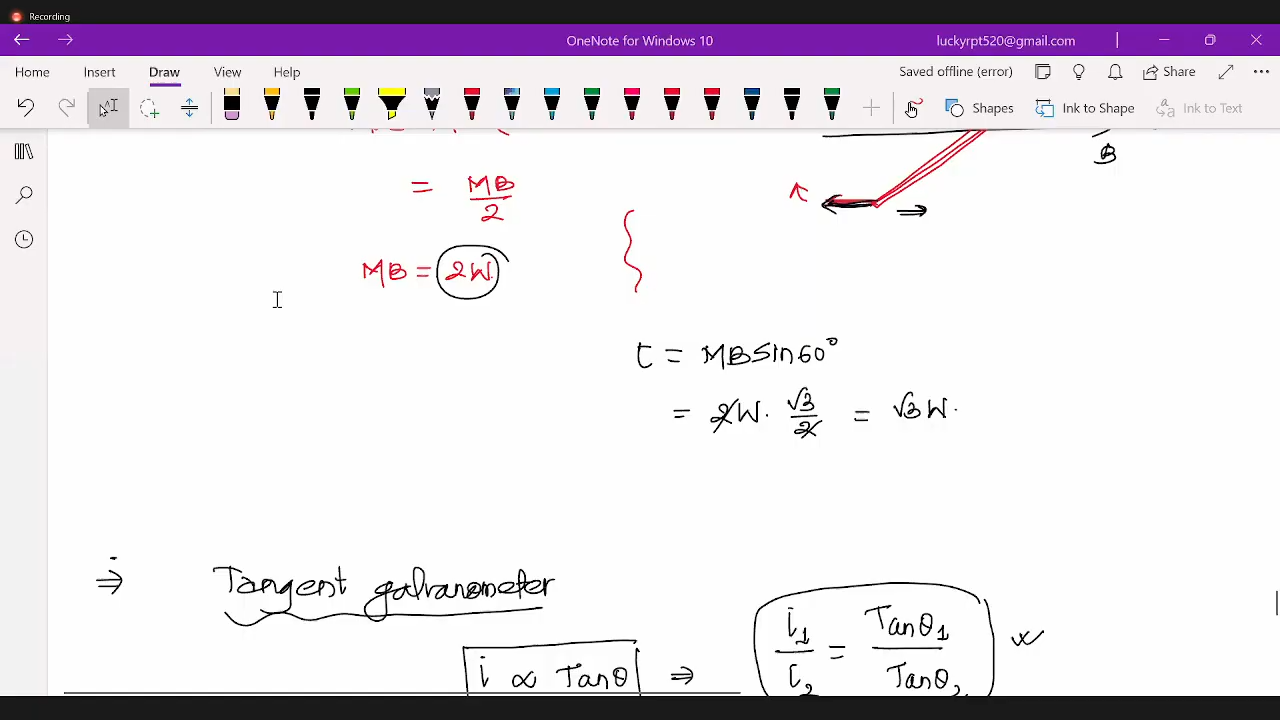 Recording
OneNote for Windows 10
luckyrpt520@gmail.com
Home Insert Draw View Help
Saved offline (error)
Share
Shapes
Ink to Shape
Ink to Text
B
= MB/2
MB = 2W
τ = MB sin60°
= 2W · √3/2 = √3W.
⇒ Tangent galvanometer
i ∝ Tanθ ⇒ i₁/i₂ = Tanθ₁/Tanθ₂